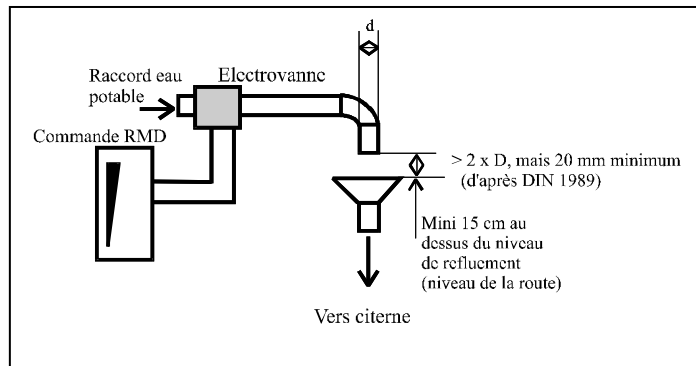 d
Raccord eau
potable
Electrovanne
Commande RMD
> 2 x D, mais 20 mm minimum
(d'après DIN 1989)
Mini 15 cm au
dessus du niveau
de refluement
(niveau de la route)
Vers citerne